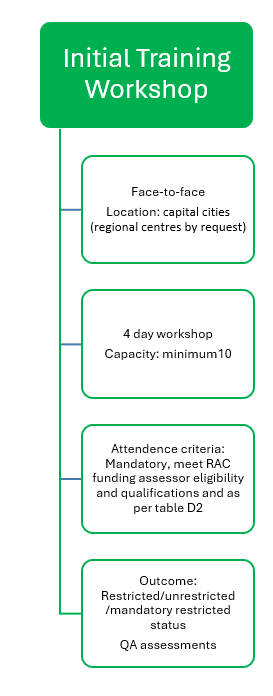 Initial Training
Workshop
Face-to-face
Location: capital cities
(regional centres by request)
4 day workshop
Capacity: minimum10
Attendence criteria:
Mandatory, meet RAC
funding assessor eligibility
and qualifications and as
per table D2
Outcome:
Restricted/unrestricted
/mandatory restricted
status
QA assessments